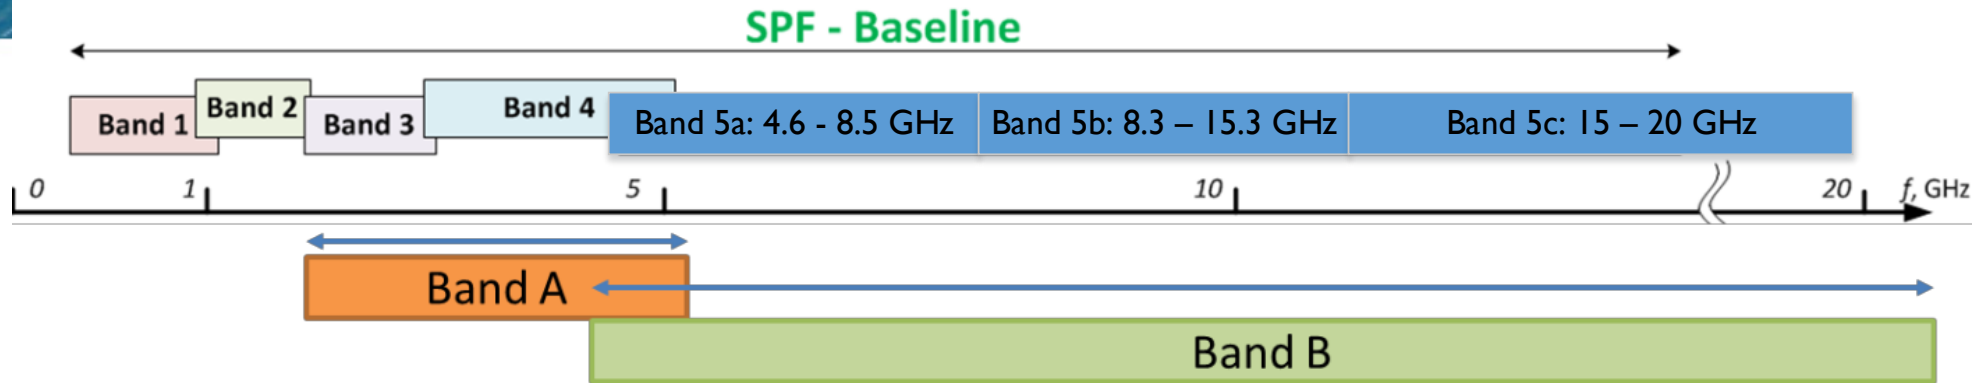 SPF - Baseline
Band 1
Band 2
Band 3
Band 4
Band 5a: 4.6 - 8.5 GHz
Band 5b: 8.3 – 15.3 GHz
Band 5c: 15 – 20 GHz
0 1 5 10 20 f, GHz
Band A
Band B